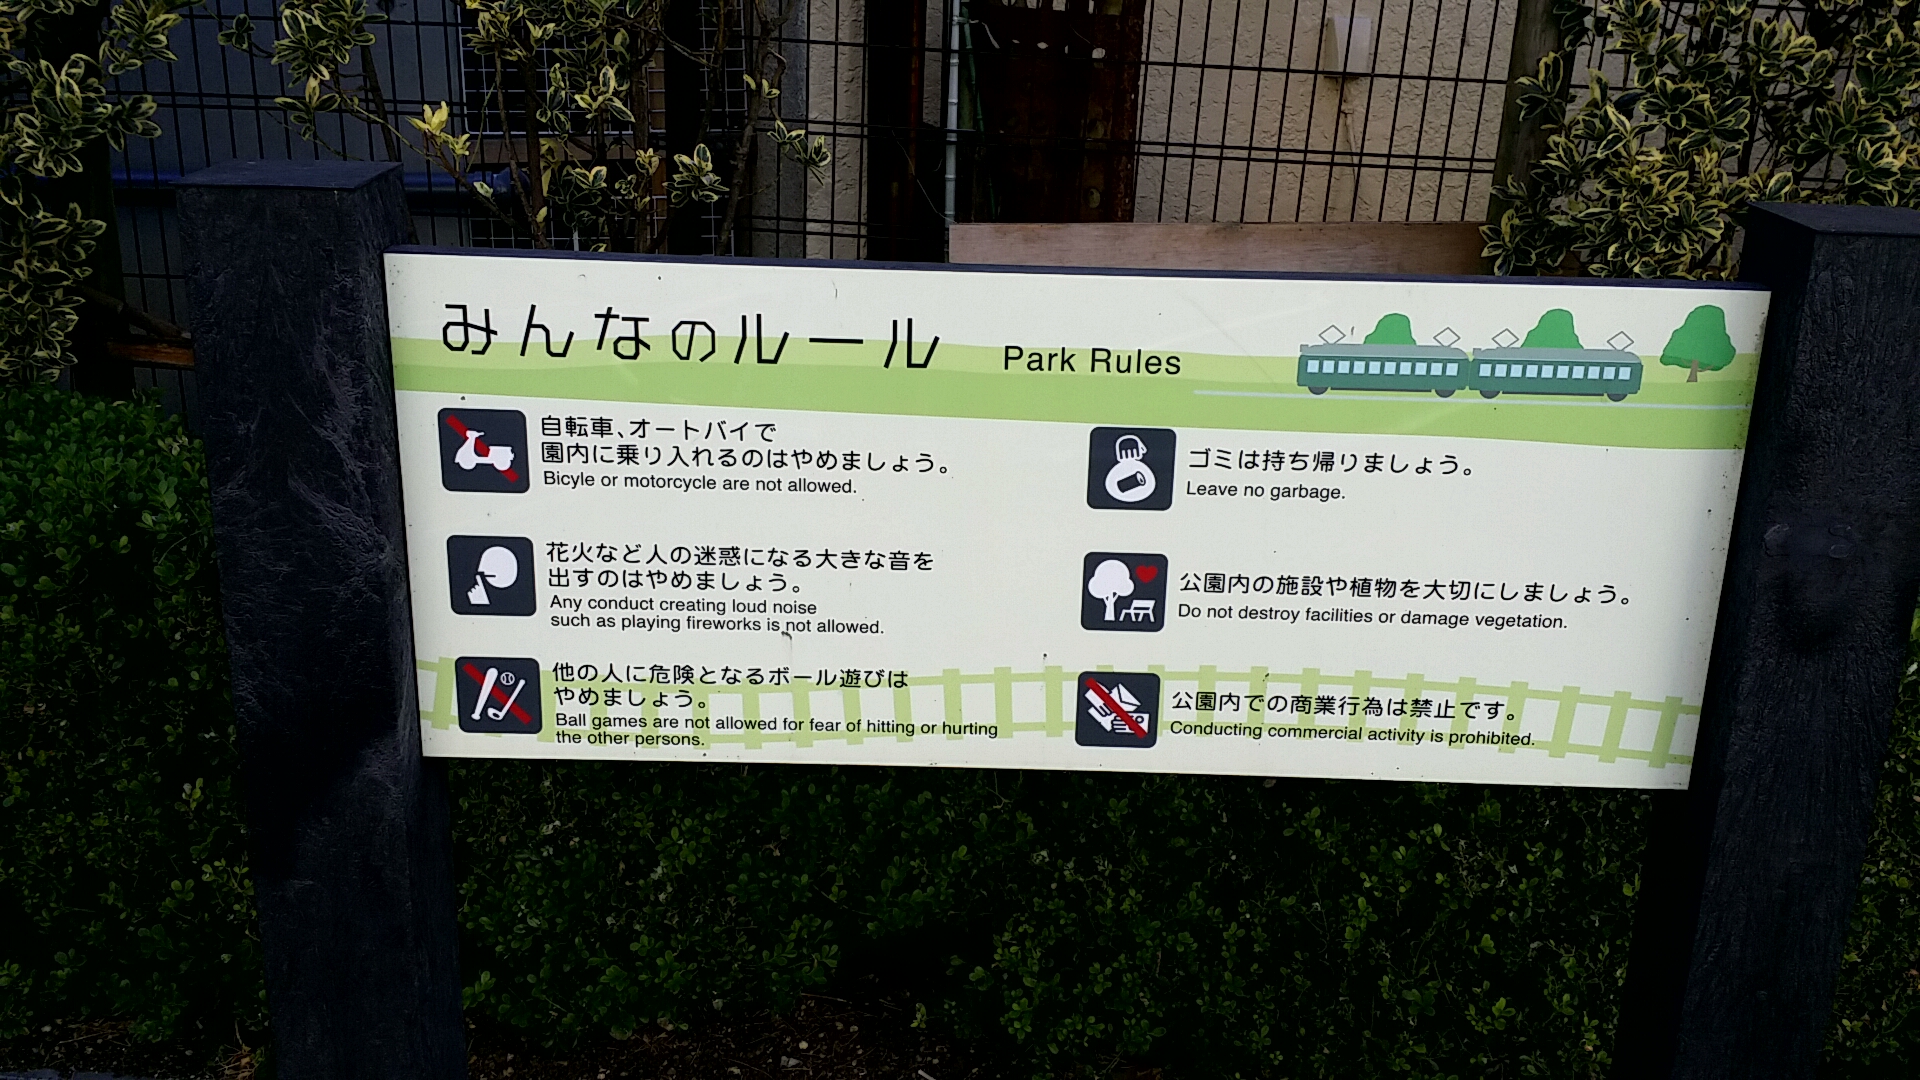 みんなのルール Park Rules
自転車、オートバイで
園内に乗り入れるのはやめましょう。
Bicyle or motorcycle are not allowed.
花火など人の迷惑になる大きな音を
出すのはやめましょう。
Any conduct creating loud noise
such as playing fireworks is not allowed.
他の人に危険となるボール遊びは
やめましょう。
Ball games are not allowed for fear of hitting or hurting
the other persons.
ゴミは持ち帰りましょう。
Leave no garbage.
公園内の施設や植物を大切にしましょう。
Do not destroy facilities or damage vegetation.
公園内での商業行為は禁止です。
Conducting commercial activity is prohibited.